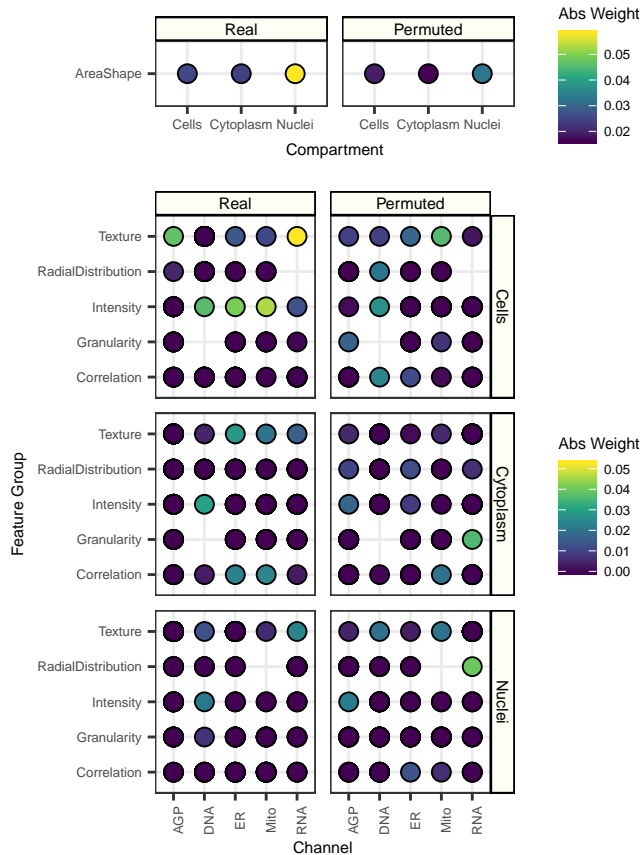 Abs Weight
Real
Permuted
0.05
0.04
0.03
0.02
AreaShape
Cells
Cytoplasm
Nuclei
Cells
Cytoplasm
Nuclei
Compartment
Real
Permuted
Texture
RadialDistribution
Intensity
Granularity
Correlation
Cells
Texture
RadialDistribution
Intensity
Granularity
Correlation
Cytoplasm
Feature Group
Abs Weight
0.05
0.04
0.03
0.02
0.01
0.00
Texture
RadialDistribution
Intensity
Granularity
Correlation
Nuclei
AGP
DNA
ER
Mito
RNA
AGP
DNA
ER
Mito
RNA
Channel